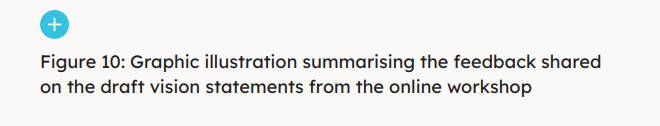 Figure 10: Graphic illustration summarising the feedback shared
on the draft vision statements from the online workshop